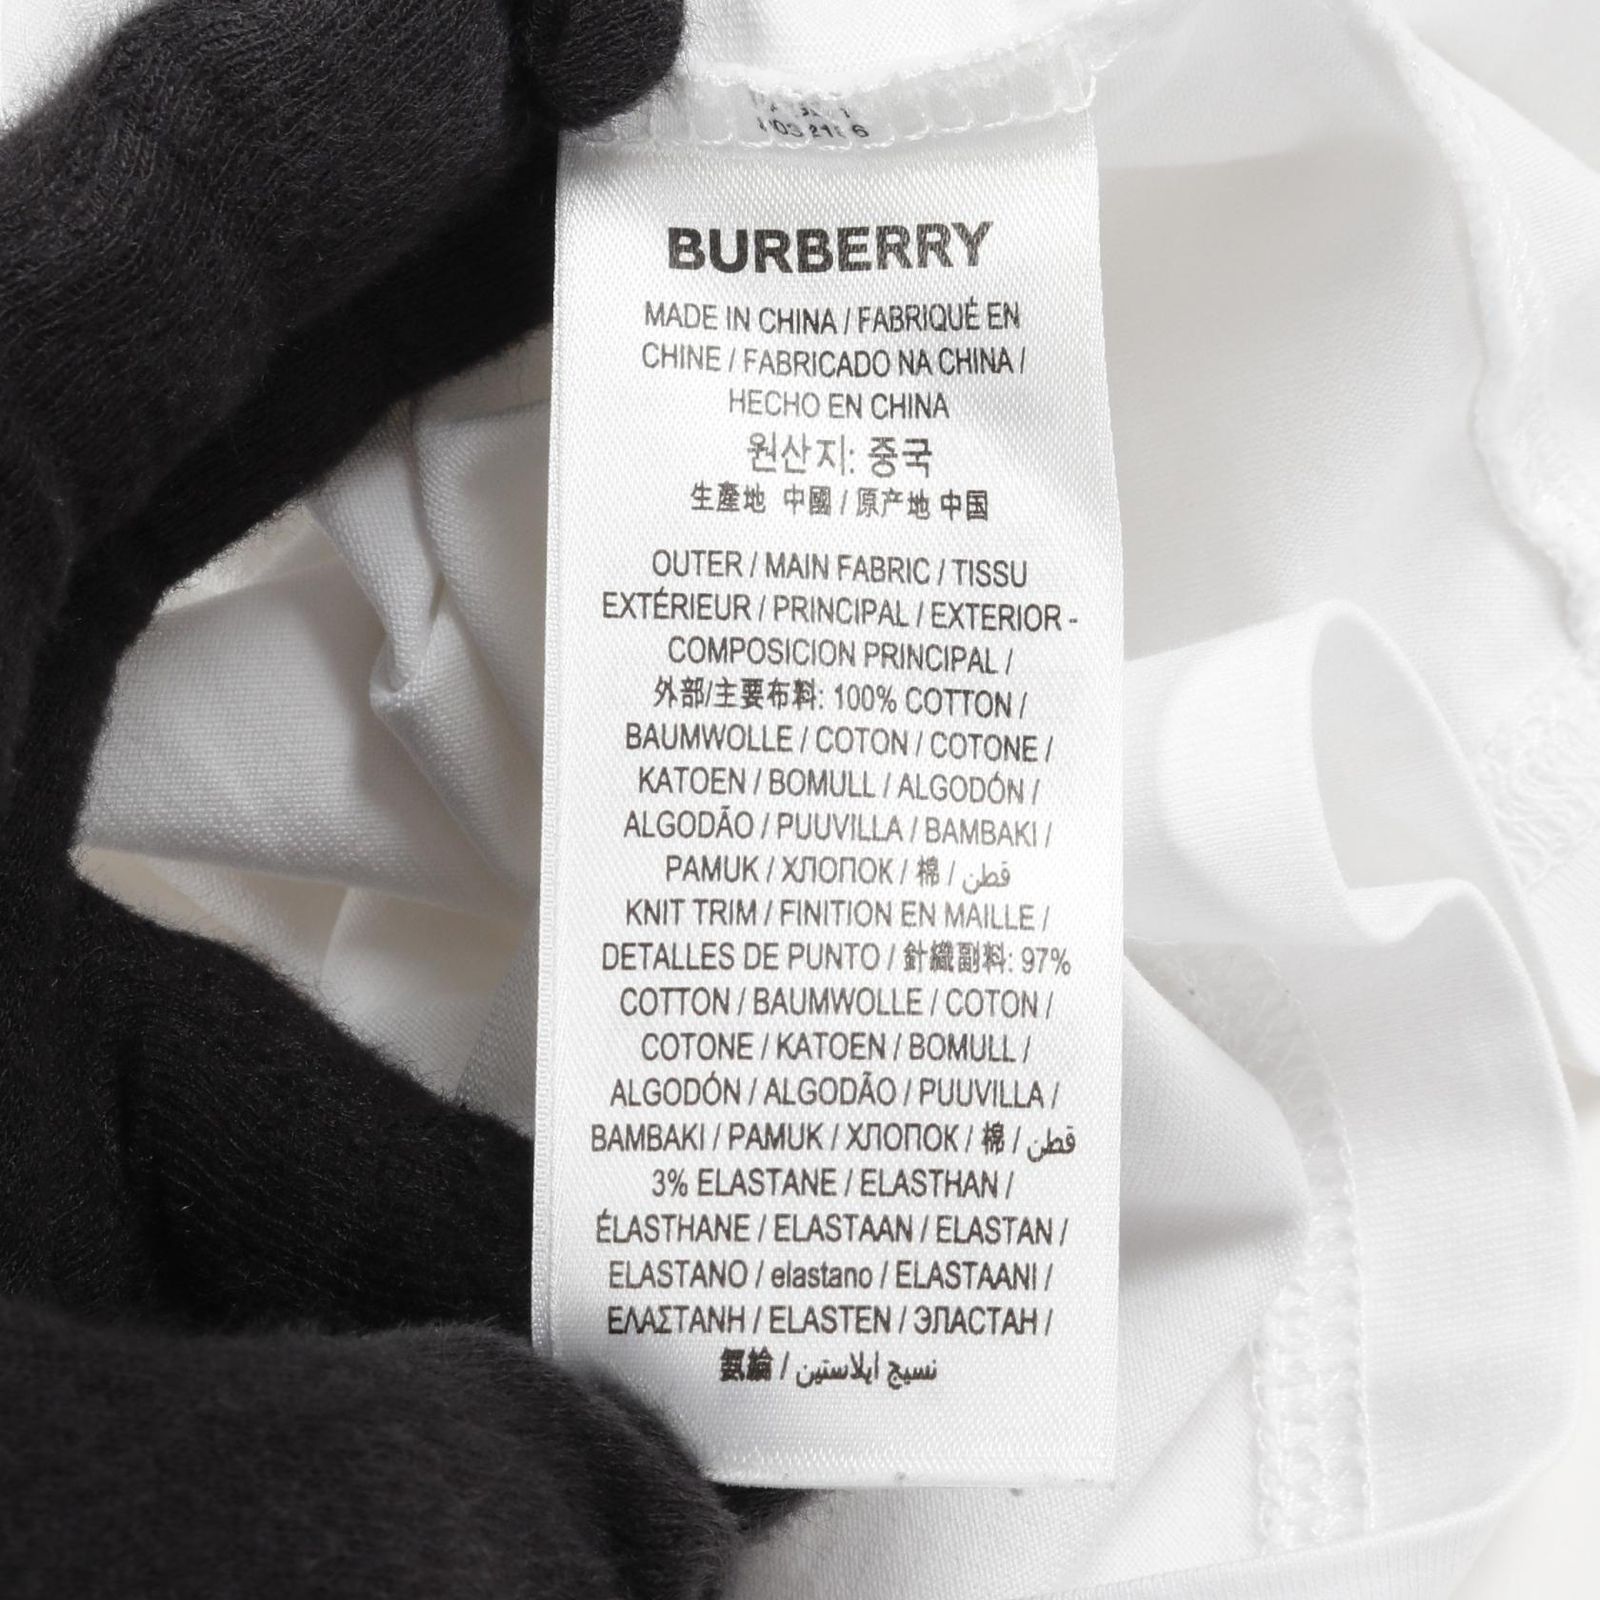 BURBERRY
MADE IN CHINA / FABRIQUÉ EN
CHINE / FABRICADO NA CHINA /
HECHO EN CHINA
원산지: 중국
生產地 中國 / 原产地 中国
OUTER / MAIN FABRIC / TISSU
EXTÉRIEUR / PRINCIPAL / EXTERIOR -
COMPOSICION PRINCIPAL /
外部/主要布料: 100% COTTON /
BAUMWOLLE / COTON / COTONE /
KATOEN / BOMULL / ALGODÓN /
ALGODÃO / PUUVILLA / BAMBAKI /
PAMUK / ХЛОПОК / 棉 / قطن
KNIT TRIM / FINITION EN MAILLE /
DETALLES DE PUNTO / 針織副料: 97%
COTTON / BAUMWOLLE / COTON /
COTONE / KATOEN / BOMULL /
ALGODÓN / ALGODÃO / PUUVILLA /
BAMBAKI / PAMUK / ХЛОПОК / 棉 / قطن
3% ELASTANE / ELASTHAN /
ÉLASTHANE / ELASTAAN / ELASTAN /
ELASTANO / elastano / ELASTAANI /
ΕΛΑΣΤΑΝΗ / ELASTEN / ЭЛАСТАН /
氨綸 / نسيج ايلاستين